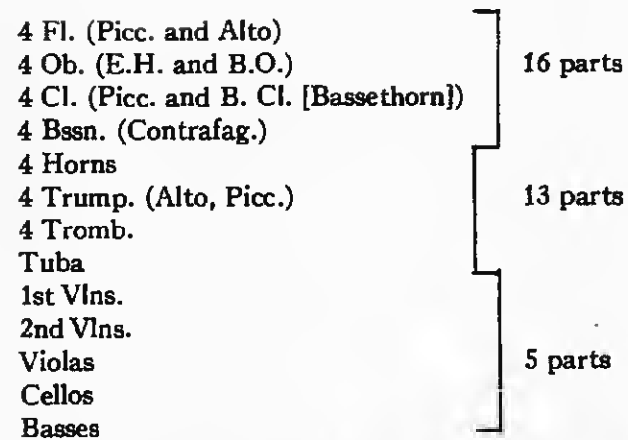 4 Fl. (Picc. and Alto)
4 Ob. (E.H. and B.O.)
4 Cl. (Picc. and B. Cl. [Bassethorn])
4 Bssn. (Contrafag.)
4 Horns
4 Trump. (Alto, Picc.)
4 Tromb.
Tuba
1st Vlns.
2nd Vlns.
Violas
Cellos
Basses
16 parts
13 parts
5 parts